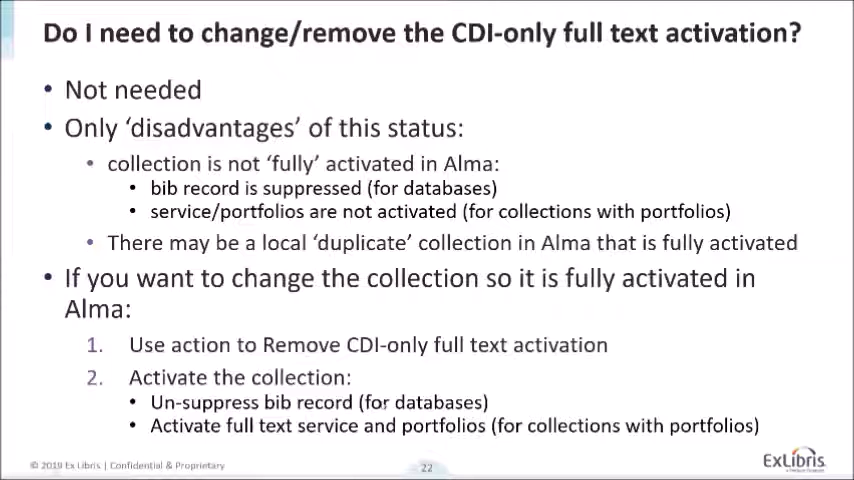 Do I need to change/remove the CDI-only full text activation?
• Not needed
• Only ‘disadvantages’ of this status:
• collection is not ‘fully’ activated in Alma:
• bib record is suppressed (for databases)
• service/portfolios are not activated (for collections with portfolios)
• There may be a local ‘duplicate’ collection in Alma that is fully activated
• If you want to change the collection so it is fully activated in
Alma:
1. Use action to Remove CDI-only full text activation
2. Activate the collection:
• Un-suppress bib record (for databases)
• Activate full text service and portfolios (for collections with portfolios)
© 2019 Ex Libris | Confidential & Proprietary
22
ExLibris